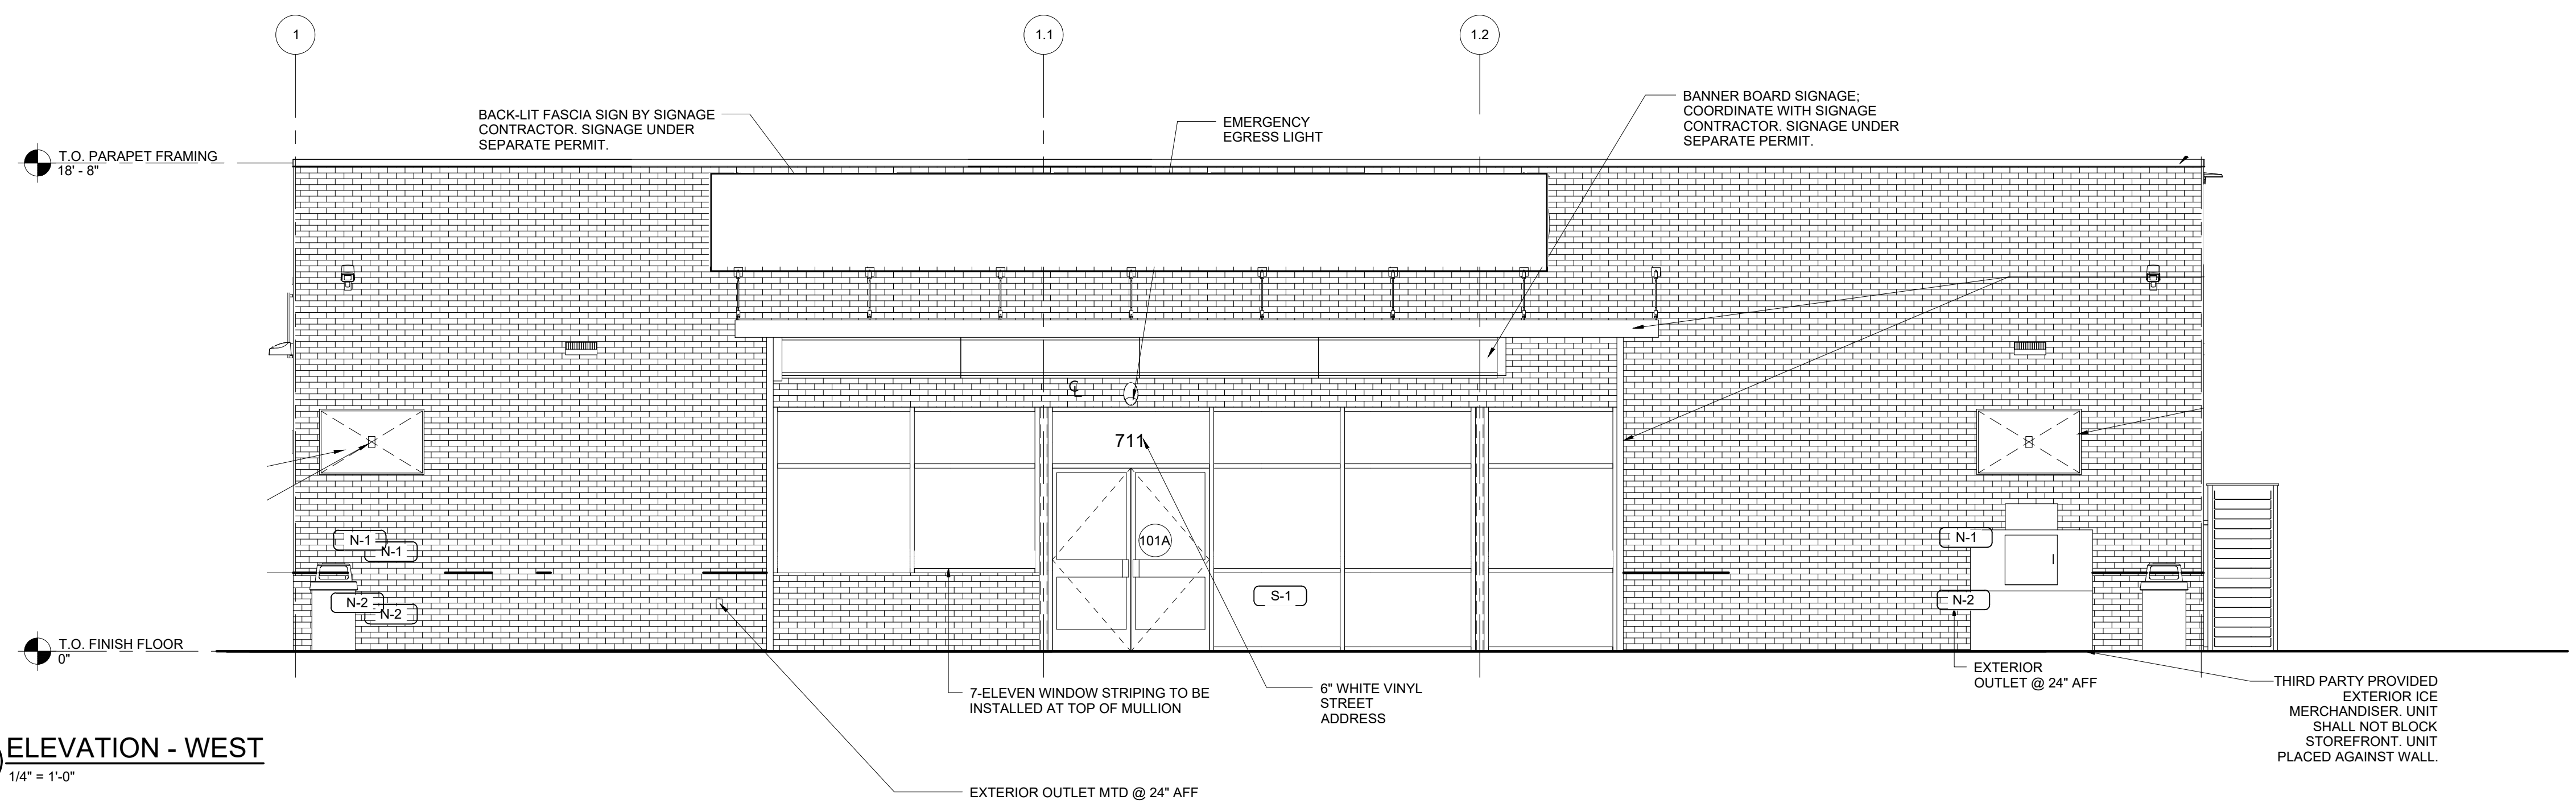 1
1.1
1.2
BACK-LIT FASCIA SIGN BY SIGNAGE
CONTRACTOR. SIGNAGE UNDER
SEPARATE PERMIT.
EMERGENCY
EGRESS LIGHT
BANNER BOARD SIGNAGE;
COORDINATE WITH SIGNAGE
CONTRACTOR. SIGNAGE UNDER
SEPARATE PERMIT.
T.O. PARAPET FRAMING
18' - 8"
CL
711
101A
N-1
N-1
N-1
S-1
N-2
N-2
N-2
T.O. FINISH FLOOR
0"
7-ELEVEN WINDOW STRIPING TO BE
INSTALLED AT TOP OF MULLION
6" WHITE VINYL
STREET
ADDRESS
EXTERIOR
OUTLET @ 24" AFF
THIRD PARTY PROVIDED
EXTERIOR ICE
MERCHANDISER. UNIT
SHALL NOT BLOCK
STOREFRONT. UNIT
PLACED AGAINST WALL.
EXTERIOR OUTLET MTD @ 24" AFF
ELEVATION - WEST
1/4" = 1'-0"